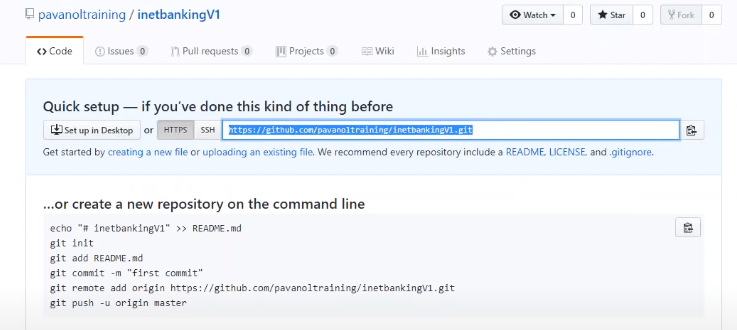 pavanoltraining / inetbankingV1
Watch 0 Star 0 Fork 0
Code Issues 0 Pull requests 0 Projects 0 Wiki Insights Settings
Quick setup — if you've done this kind of thing before
Set up in Desktop or HTTPS SSH https://github.com/pavanoltraining/inetbankingV1.git
Get started by creating a new file or uploading an existing file. We recommend every repository include a README, LICENSE, and .gitignore.
...or create a new repository on the command line
echo "# inetbankingV1" >> README.md
git init
git add README.md
git commit -m "first commit"
git remote add origin https://github.com/pavanoltraining/inetbankingV1.git
git push -u origin master